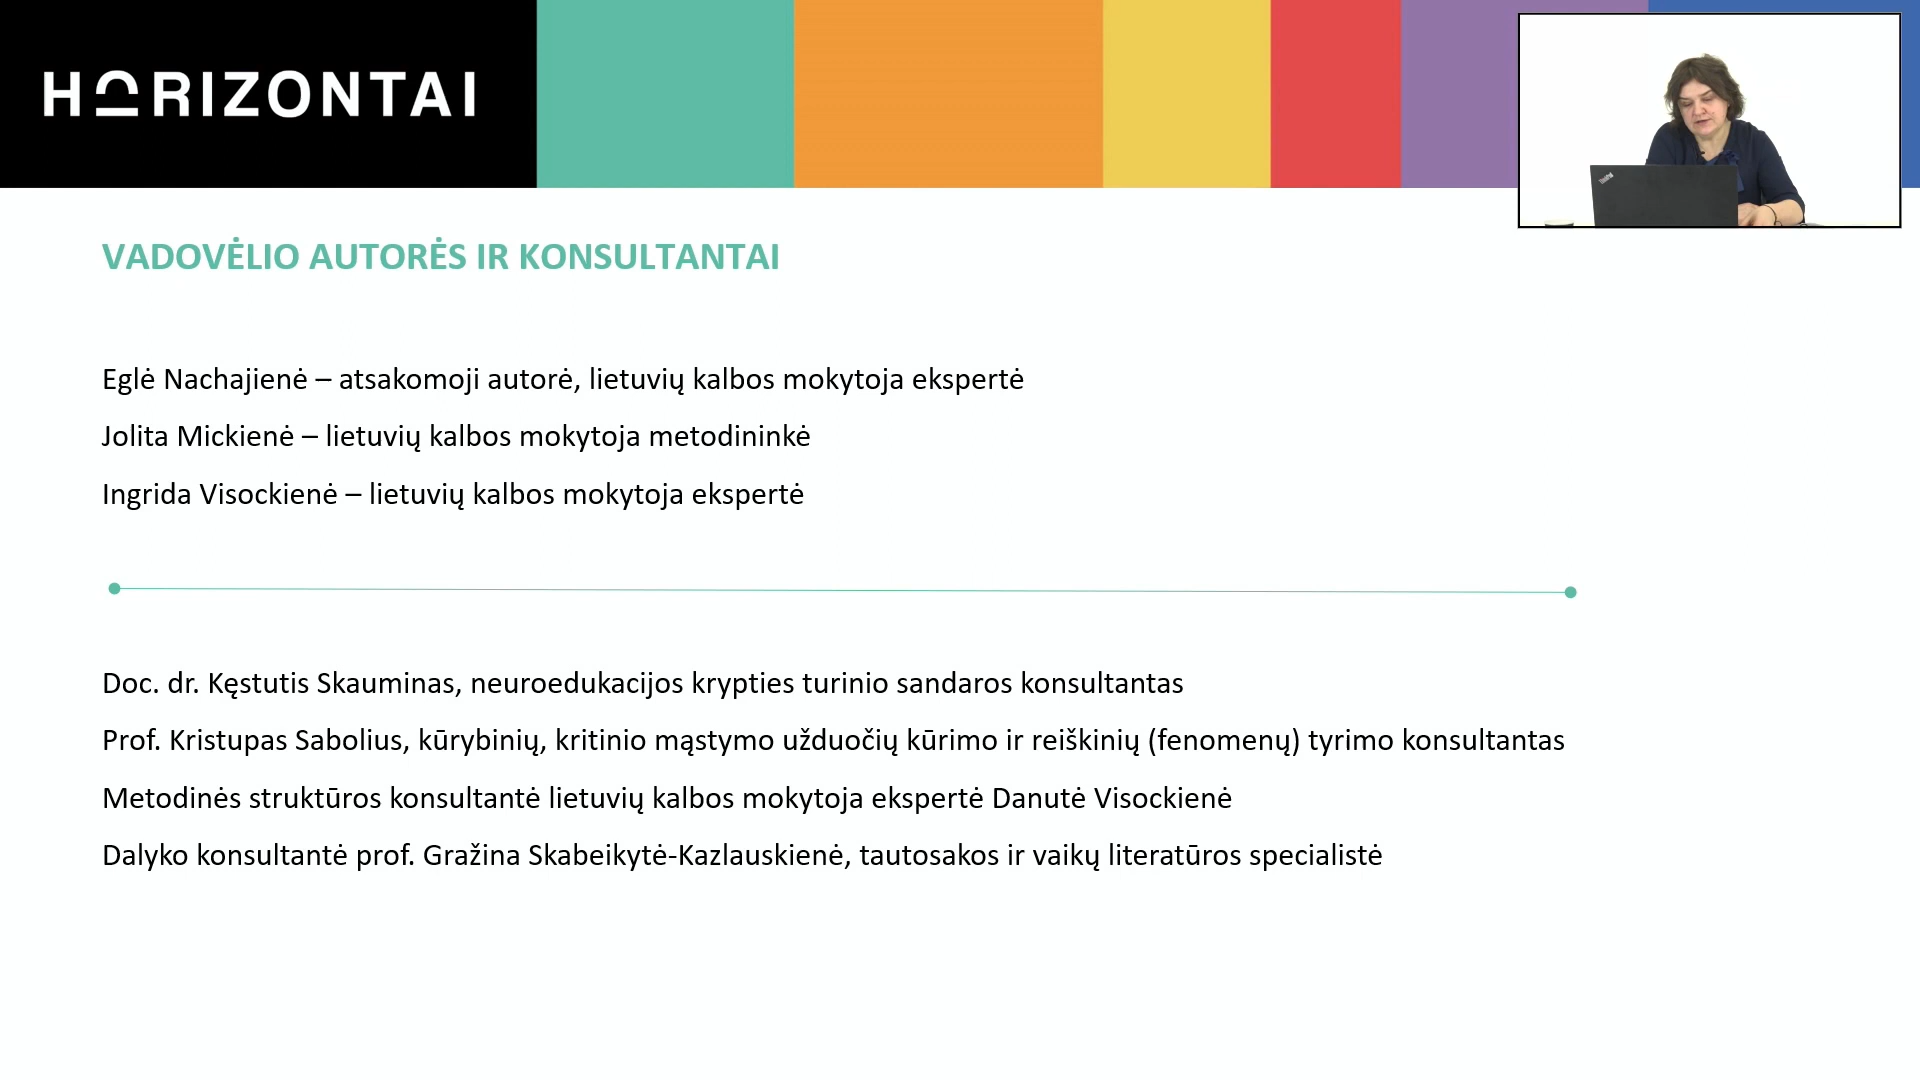 HORIZONTAI
VADOVĖLIO AUTORĖS IR KONSULTANTAI
Eglė Nachajienė – atsakomoji autorė, lietuvių kalbos mokytoja ekspertė
Jolita Mickienė – lietuvių kalbos mokytoja metodininkė
Ingrida Visockienė – lietuvių kalbos mokytoja ekspertė
Doc. dr. Kęstutis Skauminas, neuroedukacijos krypties turinio sandaros konsultantas
Prof. Kristupas Sabolius, kūrybinių, kritinio mąstymo užduočių kūrimo ir reiškinių (fenomenų) tyrimo konsultantas
Metodinės struktūros konsultantė lietuvių kalbos mokytoja ekspertė Danutė Visockienė
Dalyko konsultantė prof. Gražina Skabeikytė-Kazlauskienė, tautosakos ir vaikų literatūros specialistė